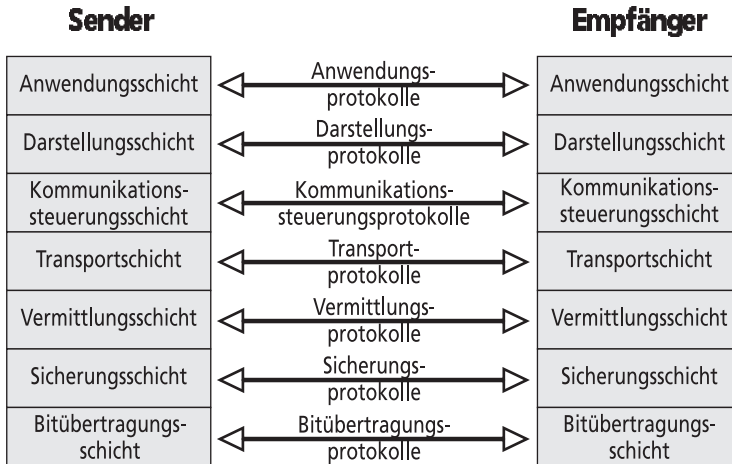 Sender
Empfänger
Anwendungsschicht
Anwendungs-
protokolle
Anwendungsschicht
Darstellungsschicht
Darstellungs-
protokolle
Darstellungsschicht
Kommunikations-
steuerungsschicht
Kommunikations-
steuerungsprotokolle
Kommunikations-
steuerungsschicht
Transportschicht
Transport-
protokolle
Transportschicht
Vermittlungsschicht
Vermittlungs-
protokolle
Vermittlungsschicht
Sicherungsschicht
Sicherungs-
protokolle
Sicherungsschicht
Bitübertragungs-
schicht
Bitübertragungs-
protokolle
Bitübertragungs-
schicht